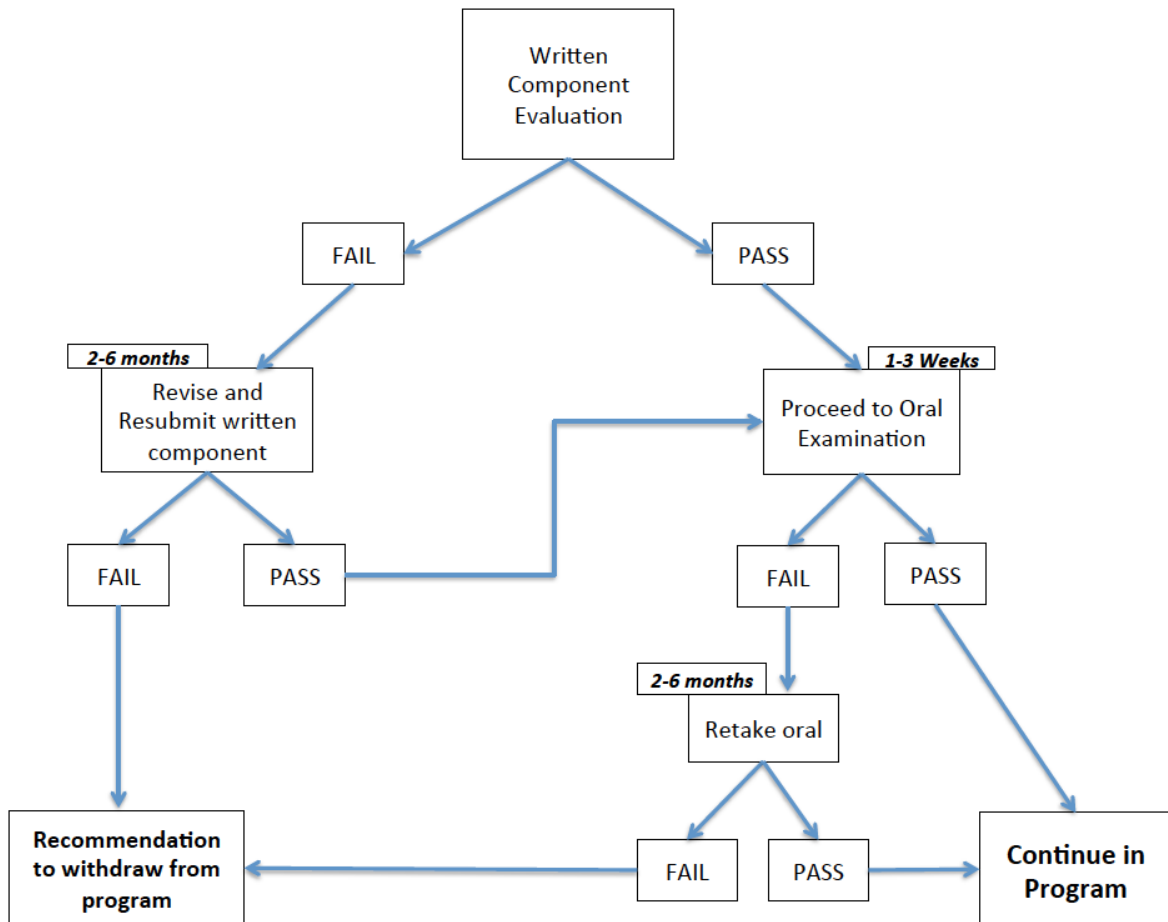 Written
Component
Evaluation
FAIL
PASS
2-6 months
Revise and
Resubmit written
component
1-3 Weeks
Proceed to Oral
Examination
FAIL
PASS
FAIL
PASS
2-6 months
Retake oral
Recommendation
to withdraw from
program
FAIL
PASS
Continue in
Program